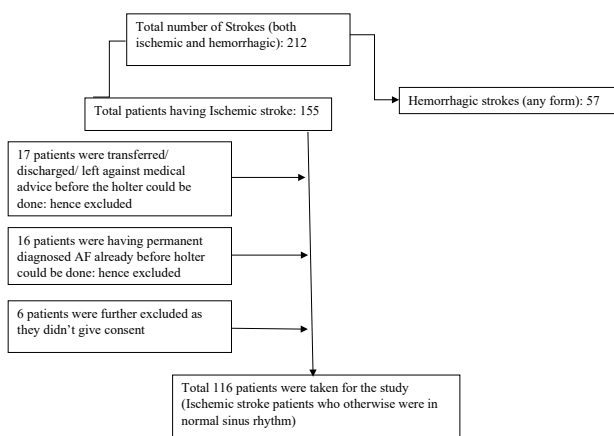 Total number of Strokes (both
ischemic and hemorrhagic): 212
Hemorrhagic strokes (any form): 57
Total patients having Ischemic stroke: 155
17 patients were transferred/
discharged/ left against medical
advice before the holter could be
done: hence excluded
16 patients were having permanent
diagnosed AF already before holter
could be done: hence excluded
6 patients were further excluded as
they didn't give consent
Total 116 patients were taken for the study
(Ischemic stroke patients who otherwise were in
normal sinus rhythm)